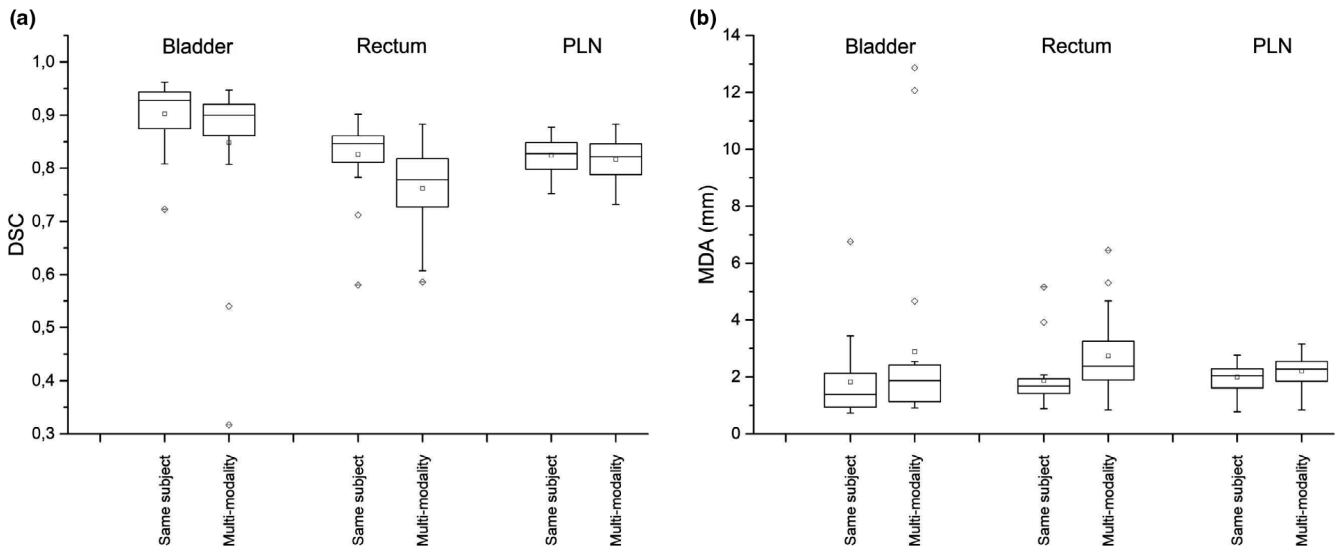 (a)
Bladder
Rectum
PLN
1,0
0,9
0,8
0,7
0,6
0,5
0,4
0,3
DSC
Same subject
Multi-modality
Same subject
Multi-modality
Same subject
Multi-modality
(b)
Bladder
Rectum
PLN
14
12
10
8
6
4
2
0
MDA (mm)
Same subject
Multi-modality
Same subject
Multi-modality
Same subject
Multi-modality